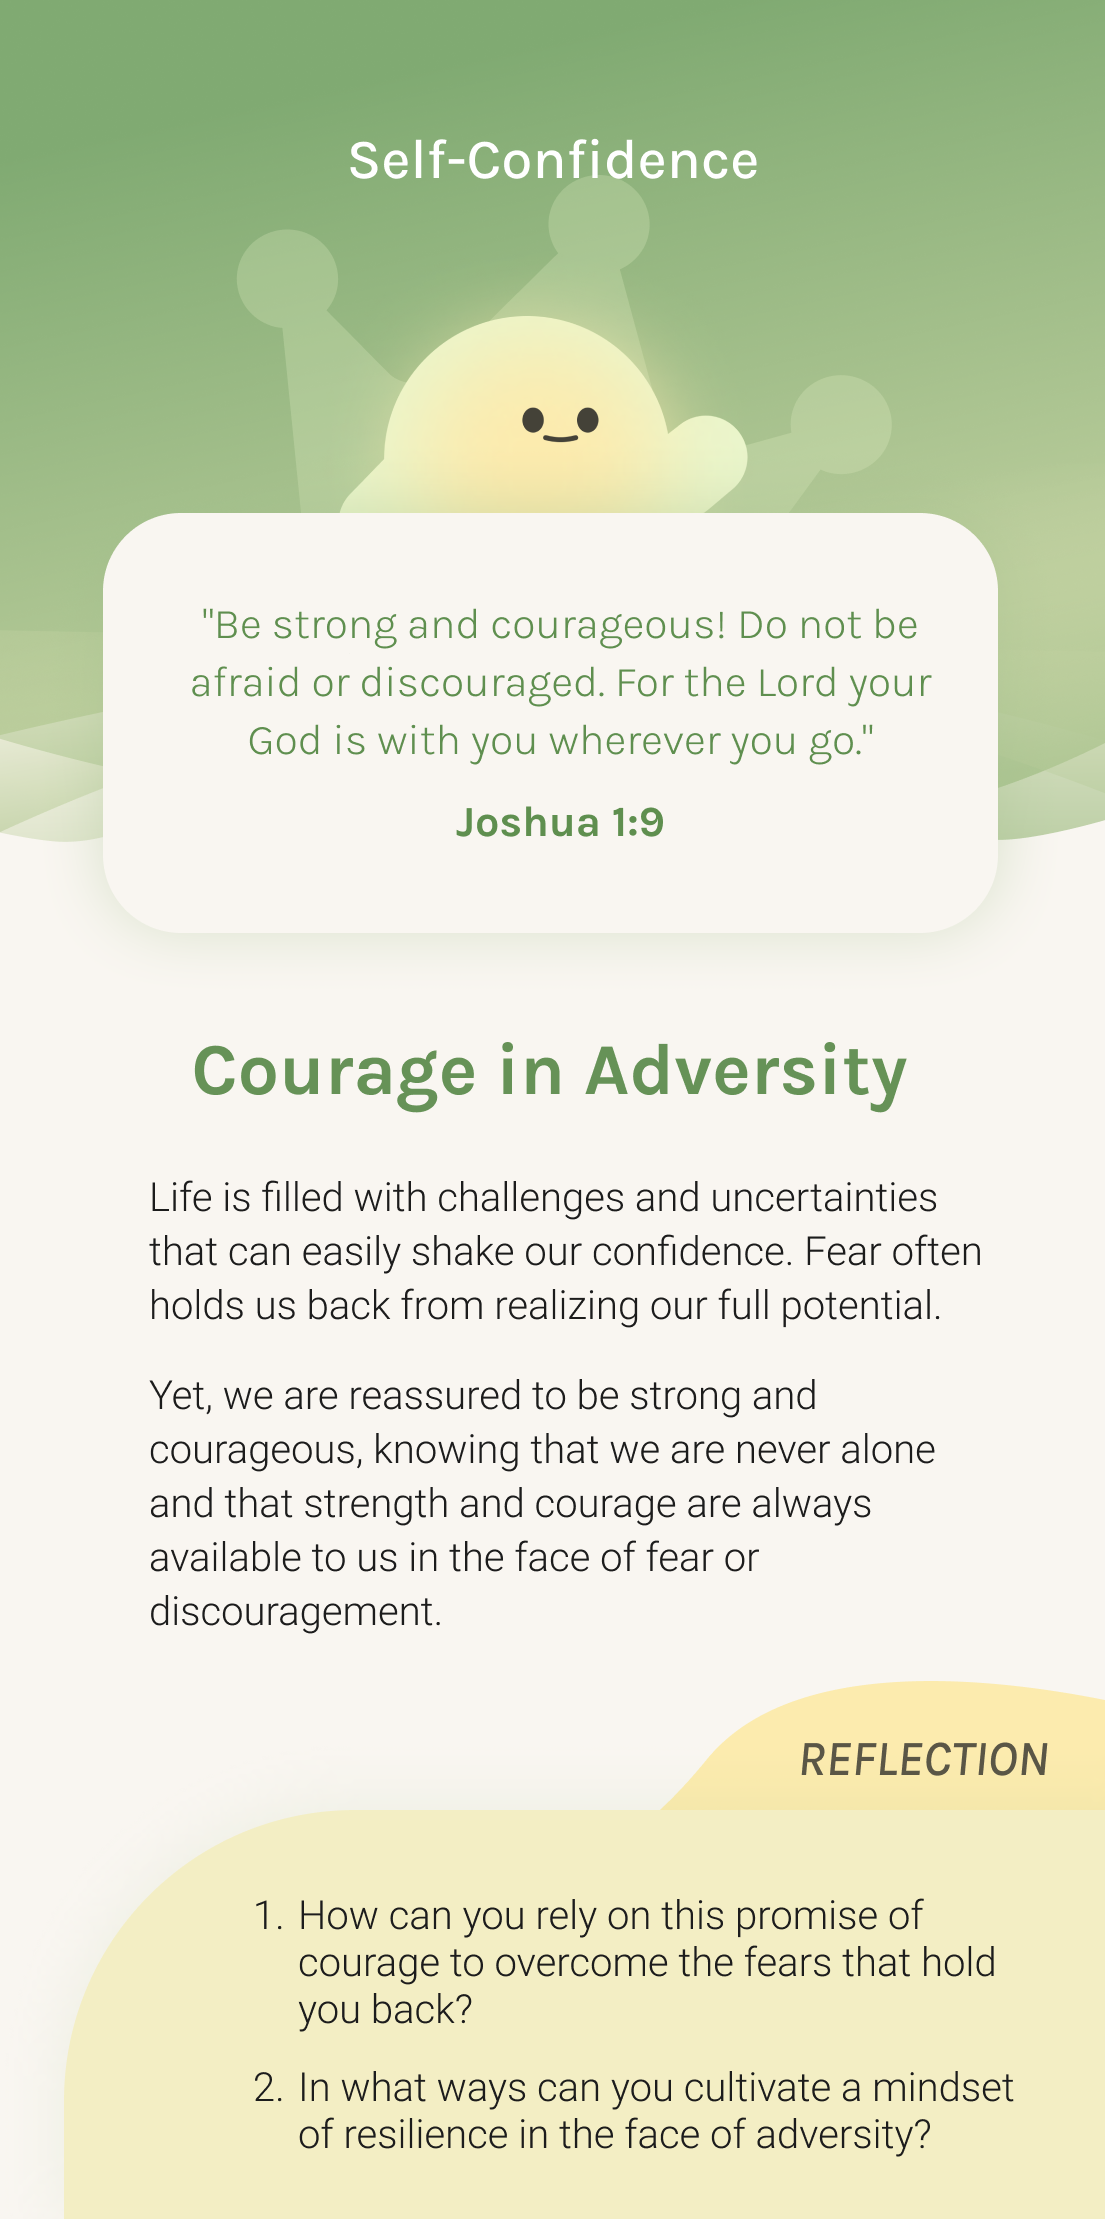 Self-Confidence
"Be strong and courageous! Do not be
afraid or discouraged. For the Lord your
God is with you wherever you go."
Joshua 1:9
Courage in Adversity
Life is filled with challenges and uncertainties
that can easily shake our confidence. Fear often
holds us back from realizing our full potential.
Yet, we are reassured to be strong and
courageous, knowing that we are never alone
and that strength and courage are always
available to us in the face of fear or
discouragement.
REFLECTION
1. How can you rely on this promise of
courage to overcome the fears that hold
you back?
2. In what ways can you cultivate a mindset
of resilience in the face of adversity?